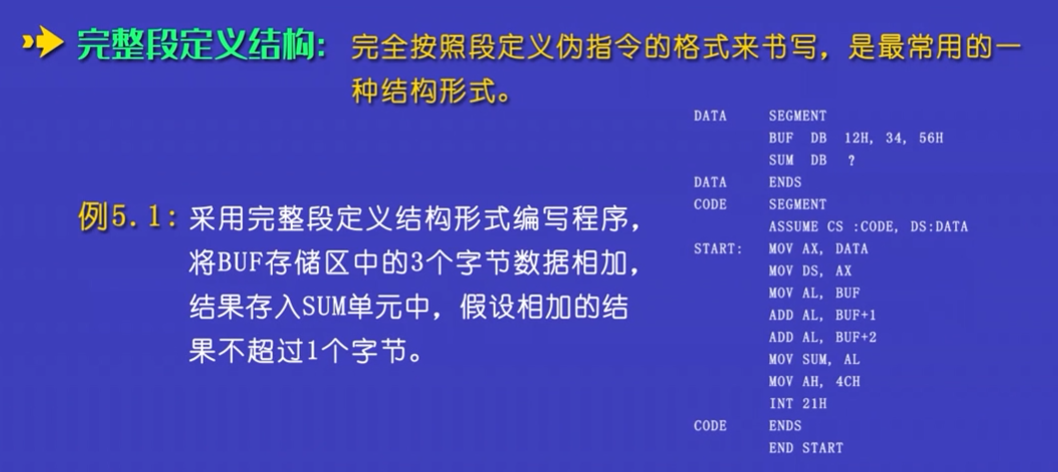 完整段定义结构: 完全按照段定义伪指令的格式来书写，是最常用的一
种结构形式。
例5.1: 采用完整段定义结构形式编写程序，
将BUF存储区中的3个字节数据相加，
结果存入SUM单元中，假设相加的结
果不超过1个字节。
DATA SEGMENT
BUF DB 12H, 34, 56H
SUM DB ?
DATA ENDS
CODE SEGMENT
ASSUME CS :CODE, DS:DATA
START: MOV AX, DATA
MOV DS, AX
MOV AL, BUF
ADD AL, BUF+1
ADD AL, BUF+2
MOV SUM, AL
MOV AH, 4CH
INT 21H
CODE ENDS
END START